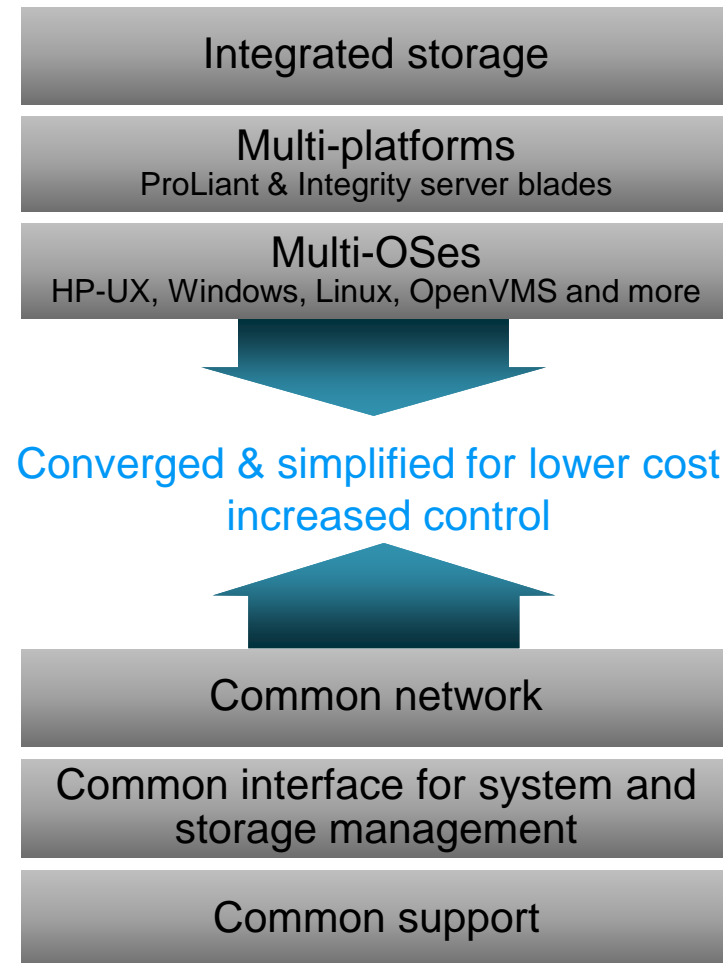 Integrated storage
Multi-platforms
ProLiant & Integrity server blades
Multi-OSes
HP-UX, Windows, Linux, OpenVMS and more
Converged & simplified for lower cost
increased control
Common network
Common interface for system and
storage management
Common support